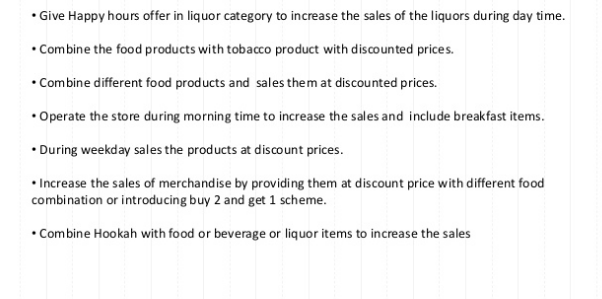 • Give Happy hours offer in liquor category to increase the sales of the liquors during day time.
• Combine the food products with tobacco product with discounted prices.
• Combine different food products and sales them at discounted prices.
• Operate the store during morning time to increase the sales and include breakfast items.
• During weekday sales the products at discount prices.
• Increase the sales of merchandise by providing them at discount price with different food
combination or introducing buy 2 and get 1 scheme.
• Combine Hookah with food or beverage or liquor items to increase the sales